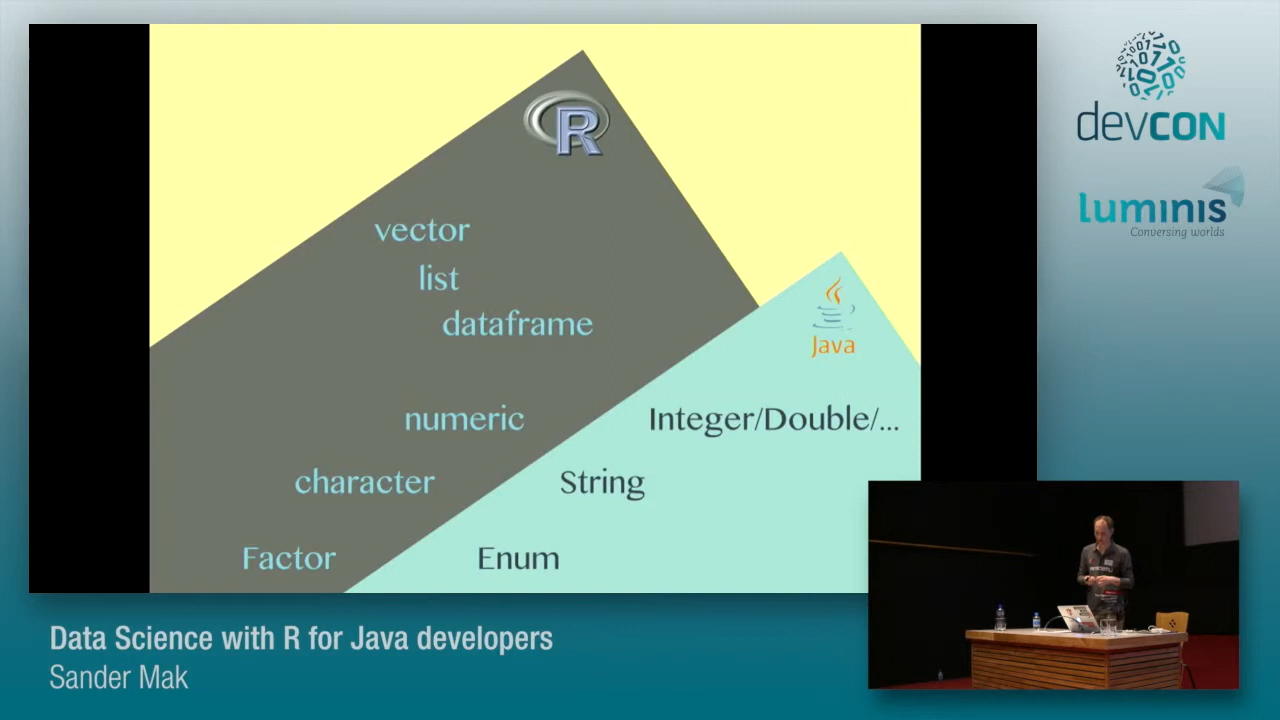 R
vector
list
dataframe
Java
numeric
Integer/Double/...
character
String
Factor
Enum
devCON
luminis
Conversing worlds
Data Science with R for Java developers
Sander Mak